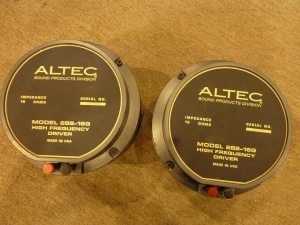 ALTEC
SOUND PRODUCTS DIVISION
IMPEDANCE
16 OHMS
SERIAL NO.
MODEL 288-16G
HIGH FREQUENCY
DRIVER
MADE IN USA
ALTEC
SOUND PRODUCTS DIVISION
IMPEDANCE
16 OHMS
SERIAL NO.
MODEL 288-16G
HIGH FREQUENCY
DRIVER
MADE IN USA